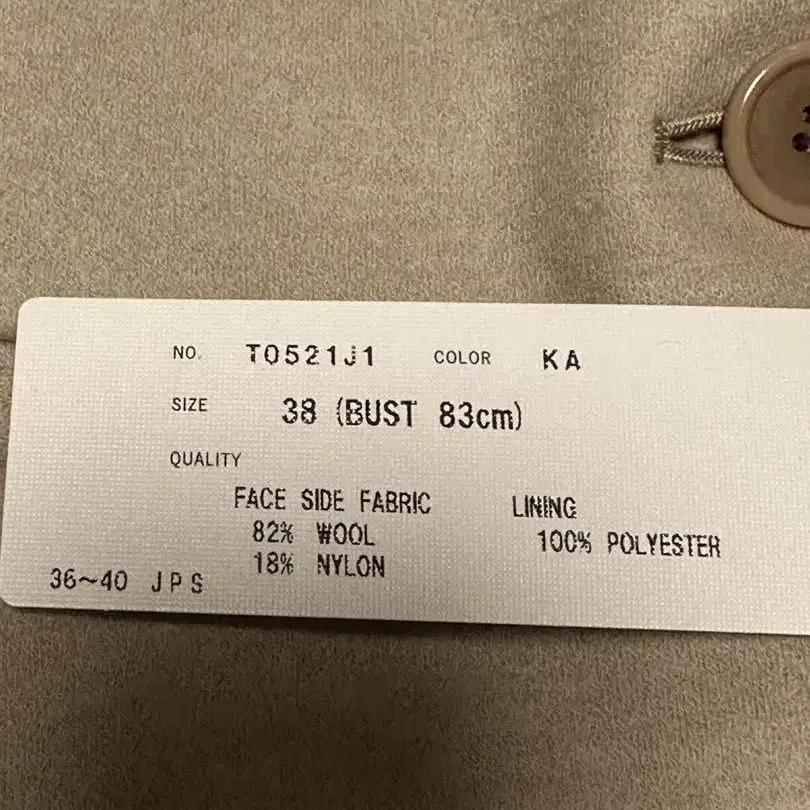 NO. T0521J1 COLOR KA
SIZE 38 (BUST 83cm)
QUALITY
FACE SIDE FABRIC LINING
82% WOOL 100% POLYESTER
18% NYLON
36~40 JPS